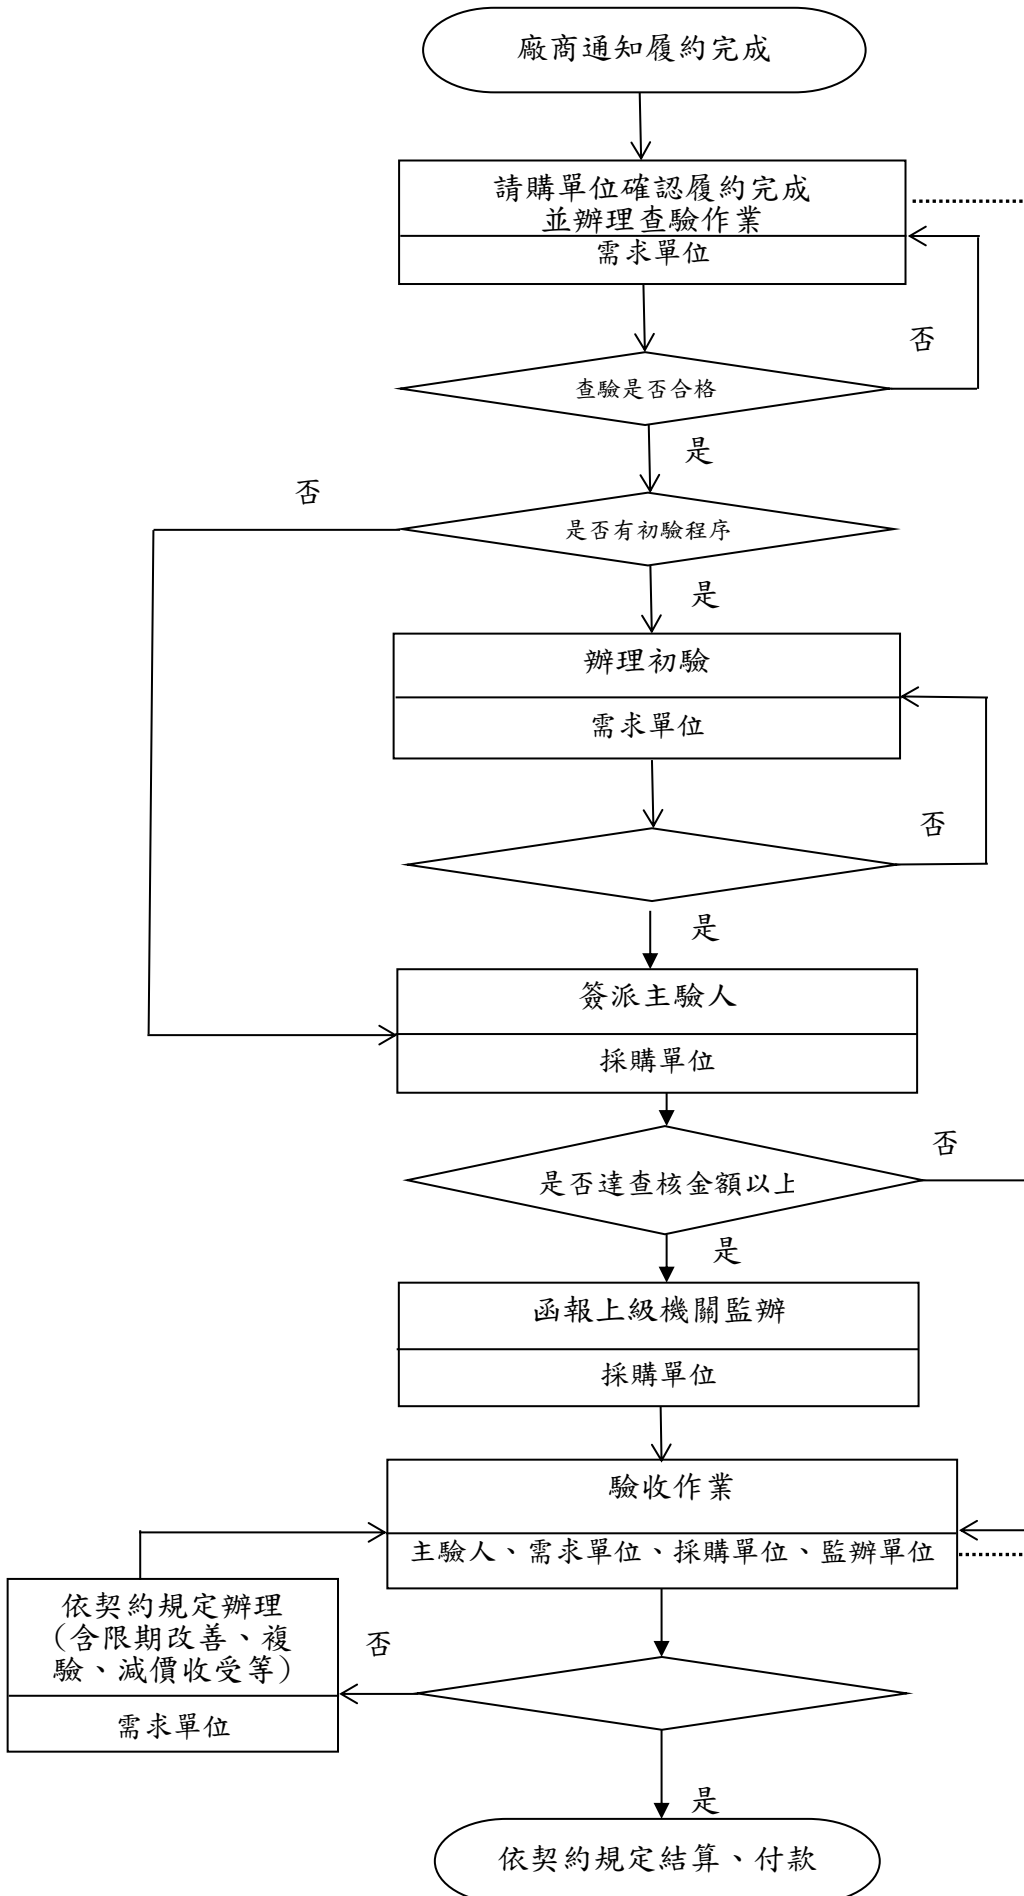 廠商通知履約完成
請購單位確認履約完成
並辦理查驗作業
需求單位
否
查驗是否合格
是
否
是否有初驗程序
是
辦理初驗
需求單位
否
是
簽派主驗人
採購單位
否
是否達查核金額以上
是
函報上級機關監辦
採購單位
驗收作業
主驗人、需求單位、採購單位、監辦單位
依契約規定辦理
(含限期改善、複
驗、減價收受等)
需求單位
否
是
依契約規定結算、付款